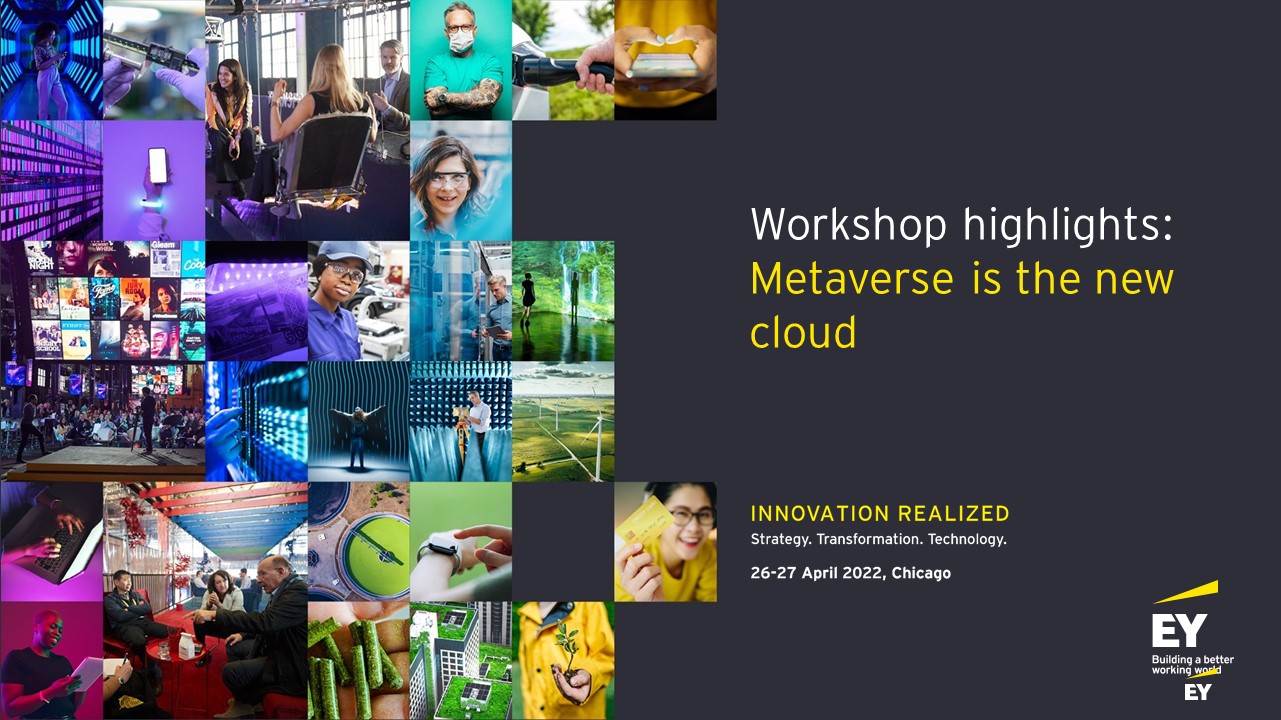 Workshop highlights:
Metaverse is the new
cloud
INNOVATION REALIZED
Strategy. Transformation. Technology.
26-27 April 2022, Chicago
EY
Building a better
working world
EY